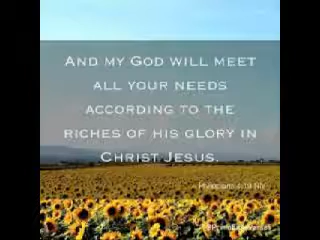 And my God will meet
all your needs
according to the
riches of his glory in
Christ Jesus.